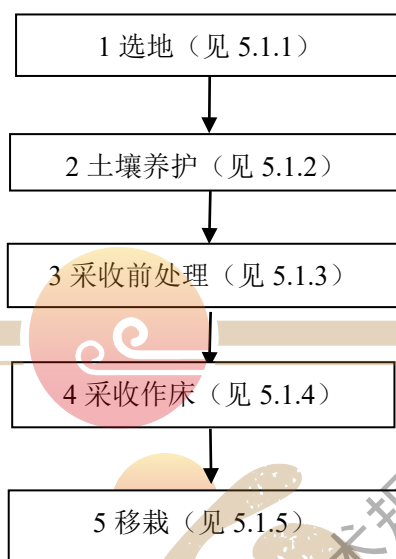 1 选地（见 5.1.1）
2 土壤养护（见 5.1.2）
3 采收前处理（见 5.1.3）
4 采收作床（见 5.1.4）
5 移栽（见 5.1.5）
术规